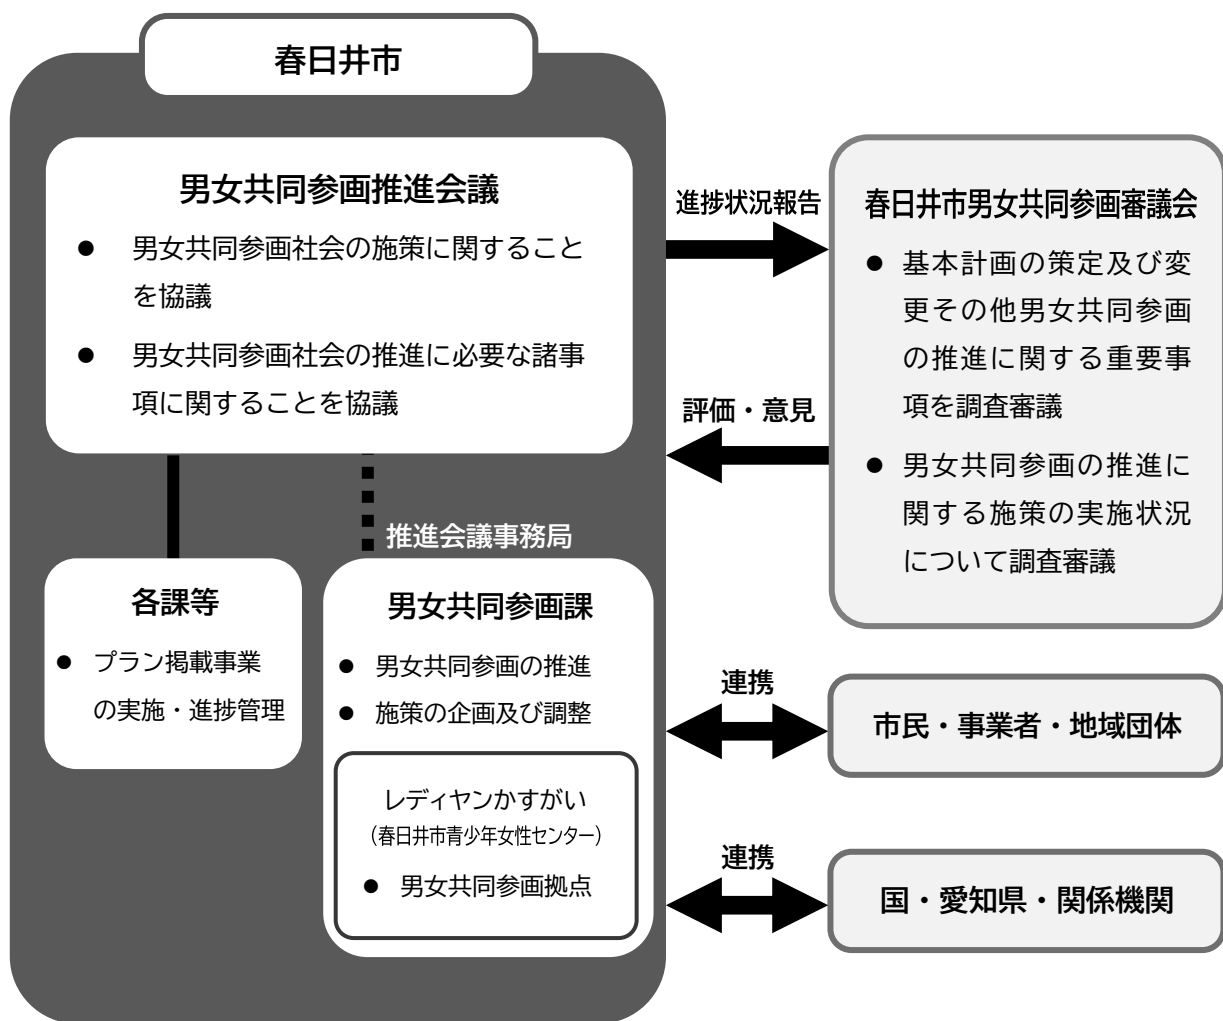 春日井市
男女共同参画推進会議
● 男女共同参画社会の施策に関すること
を協議
● 男女共同参画社会の推進に必要な諸事
項に関することを協議
推進会議事務局
各課等
● プラン掲載事業
の実施・進捗管理
男女共同参画課
● 男女共同参画の推進
● 施策の企画及び調整
レディヤンかすがい
（春日井市青少年女性センター）
● 男女共同参画拠点
進捗状況報告
評価・意見
春日井市男女共同参画審議会
● 基本計画の策定及び変
更その他男女共同参画
の推進に関する重要事
項を調査審議
● 男女共同参画の推進に
関する施策の実施状況
について調査審議
連携
市民・事業者・地域団体
連携
国・愛知県・関係機関